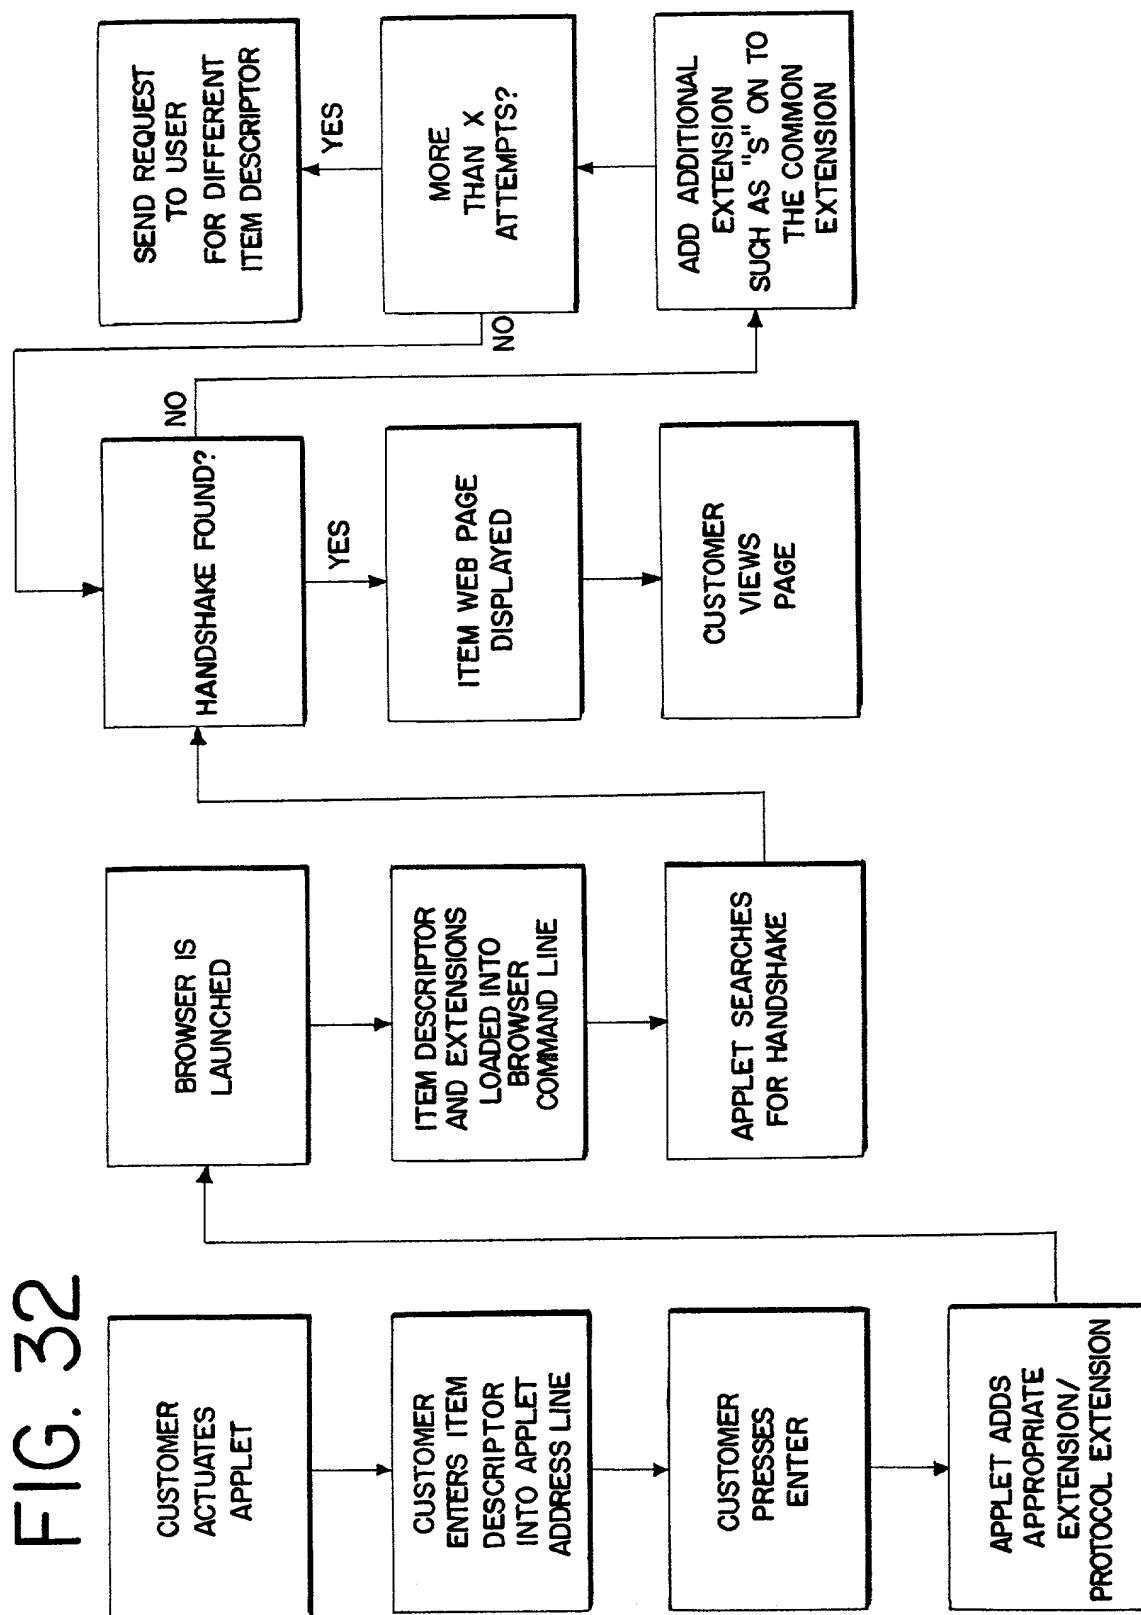 FIG. 32
CUSTOMER
ACTUATES
APPLET
CUSTOMER
ENTERS ITEM
DESCRIPTOR
INTO APPLET
ADDRESS LINE
CUSTOMER
PRESSES
ENTER
APPLET ADDS
APPROPRIATE
EXTENSION/
PROTOCOL EXTENSION
BROWSER IS
LAUNCHED
ITEM DESCRIPTOR
AND EXTENSIONS
LOADED INTO
BROWSER
COMMAND LINE
APPLET SEARCHES
FOR HANDSHAKE
HANDSHAKE FOUND?
NO
YES
ITEM WEB PAGE
DISPLAYED
CUSTOMER
VIEWS
PAGE
SEND REQUEST
TO USER
FOR DIFFERENT
ITEM DESCRIPTOR
YES
MORE
THAN X
ATTEMPTS?
NO
ADD ADDITIONAL
EXTENSION
SUCH AS "S" ON TO
THE COMMON
EXTENSION